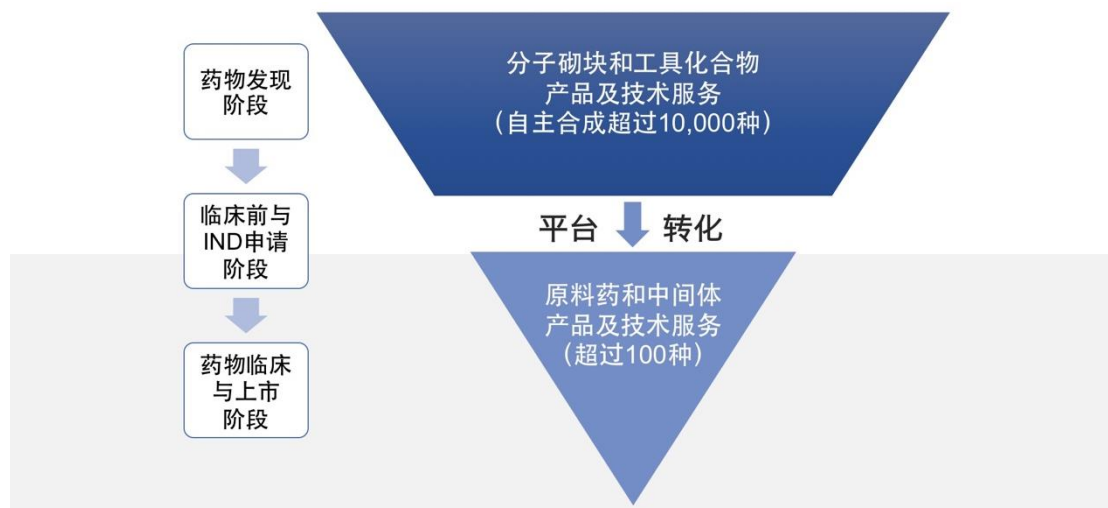 药物发现
阶段
分子砌块和工具化合物
产品及技术服务
（自主合成超过10,000种）
临床前与
IND申请
阶段
平台 转化
原料药和中间体
产品及技术服务
（超过100种）
药物临床
与上市
阶段